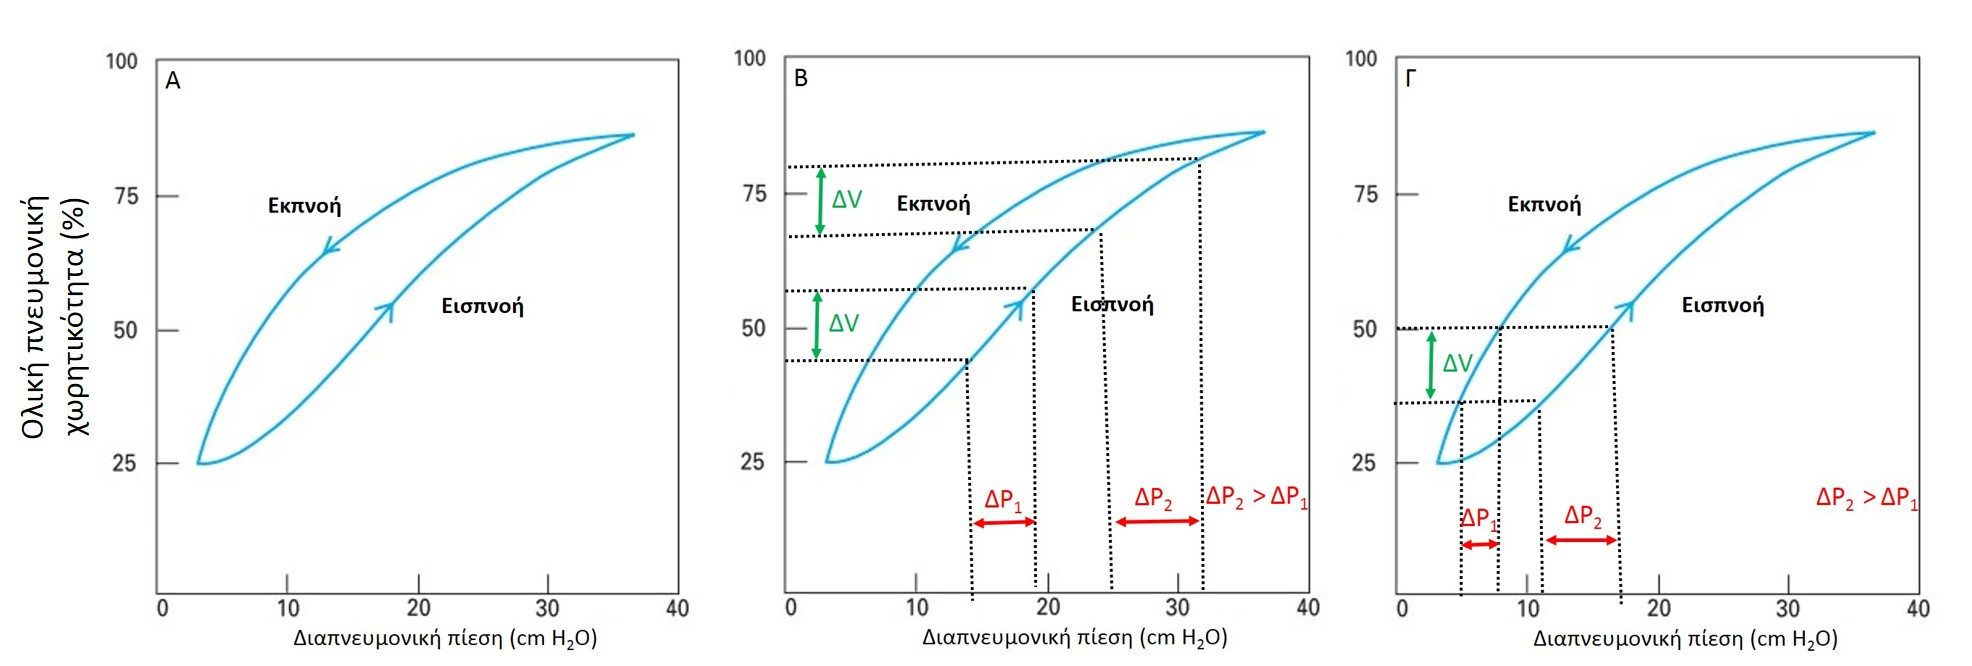 Ολική πνευμονική
χωρητικότητα (%)
A
100
75
50
25
Εκπνοή
Εισπνοή
0 10 20 30 40
Διαπνευμονική πίεση (cm H₂O)
B
100
75
50
25
ΔV
ΔV
Εκπνοή
Εισπνοή
ΔP₁
ΔP₂
ΔP₂ > ΔP₁
0 10 20 30 40
Διαπνευμονική πίεση (cm H₂O)
Γ
100
75
50
25
ΔV
Εκπνοή
Εισπνοή
ΔP₁
ΔP₂
ΔP₂ > ΔP₁
0 10 20 30 40
Διαπνευμονική πίεση (cm H₂O)